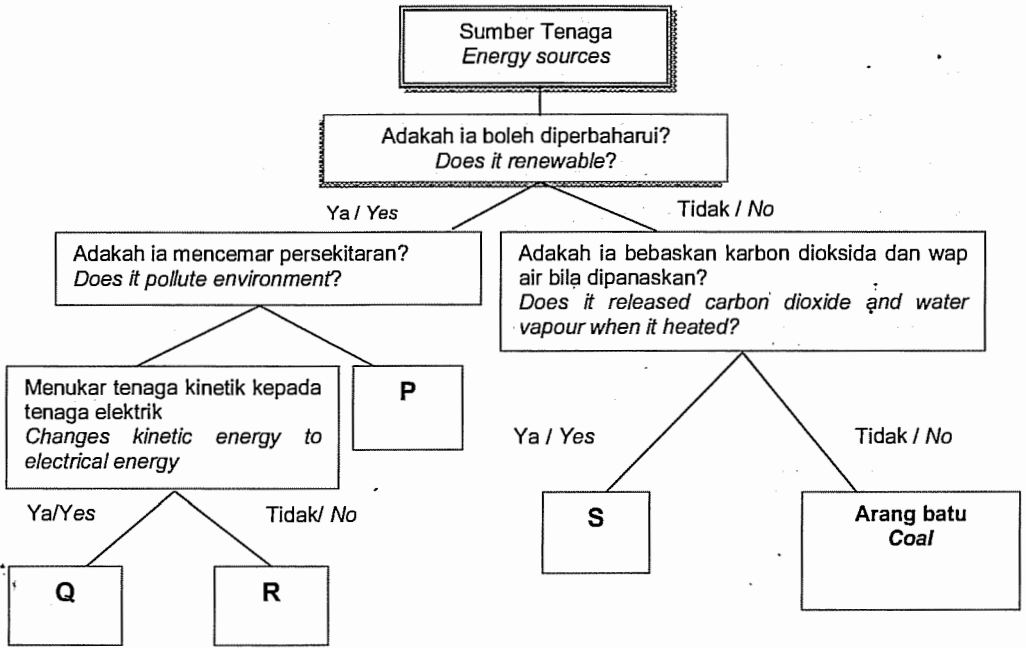 Sumber Tenaga
Energy sources
Adakah ia boleh diperbaharui?
Does it renewable?
Ya / Yes
Tidak / No
Adakah ia mencemar persekitaran?
Does it pollute environment?
Adakah ia bebaskan karbon dioksida dan wap
air bila dipanaskan?
Does it released carbon dioxide and water
vapour when it heated?
Menukar tenaga kinetik kepada
tenaga elektrik
Changes kinetic energy to
electrical energy
P
Ya / Yes
Tidak / No
Ya/Yes
Tidak/ No
S
Arang batu
Coal
Q
R